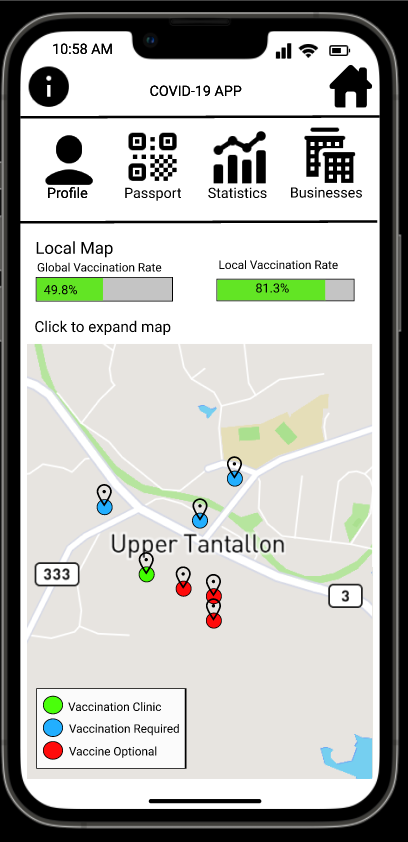 10:58 AM
i
COVID-19 APP
Profile Passport Statistics Businesses
Local Map
Global Vaccination Rate Local Vaccination Rate
49.8% 81.3%
Click to expand map
Upper Tantallon
333
3
Vaccination Clinic
Vaccination Required
Vaccine Optional